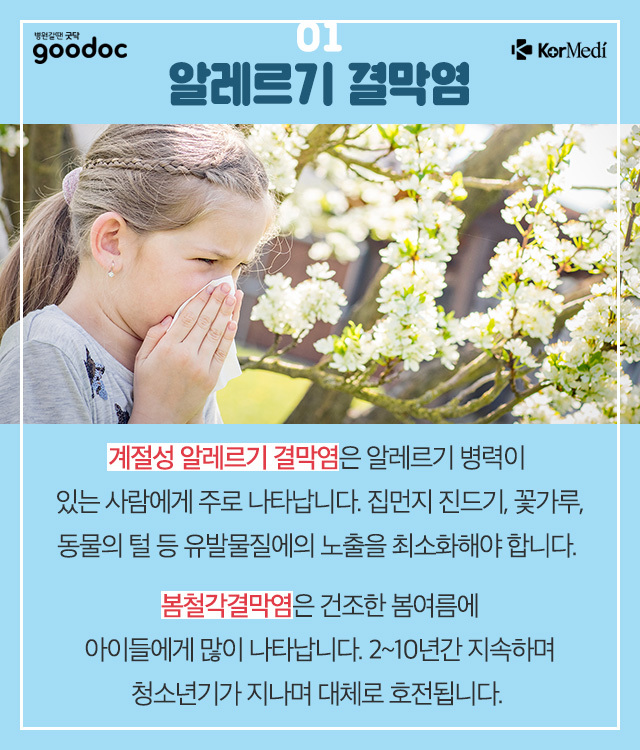 병원갈땐 굿닥
goodoc
01
KorMedi
알레르기 결막염
계절성 알레르기 결막염은 알레르기 병력이
있는 사람에게 주로 나타납니다. 집먼지 진드기, 꽃가루,
동물의 털 등 유발물질에의 노출을 최소화해야 합니다.
봄철각결막염은 건조한 봄여름에
아이들에게 많이 나타납니다. 2~10년간 지속하며
청소년기가 지나며 대체로 호전됩니다.